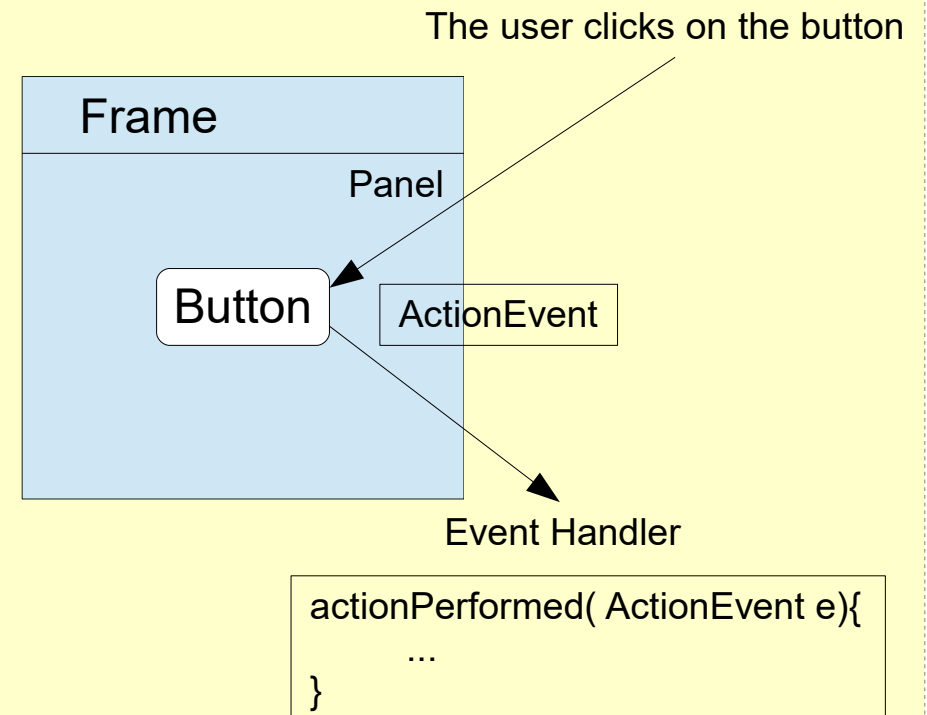 The user clicks on the button
Frame
Panel
Button
ActionEvent
Event Handler
actionPerformed( ActionEvent e){
...
}